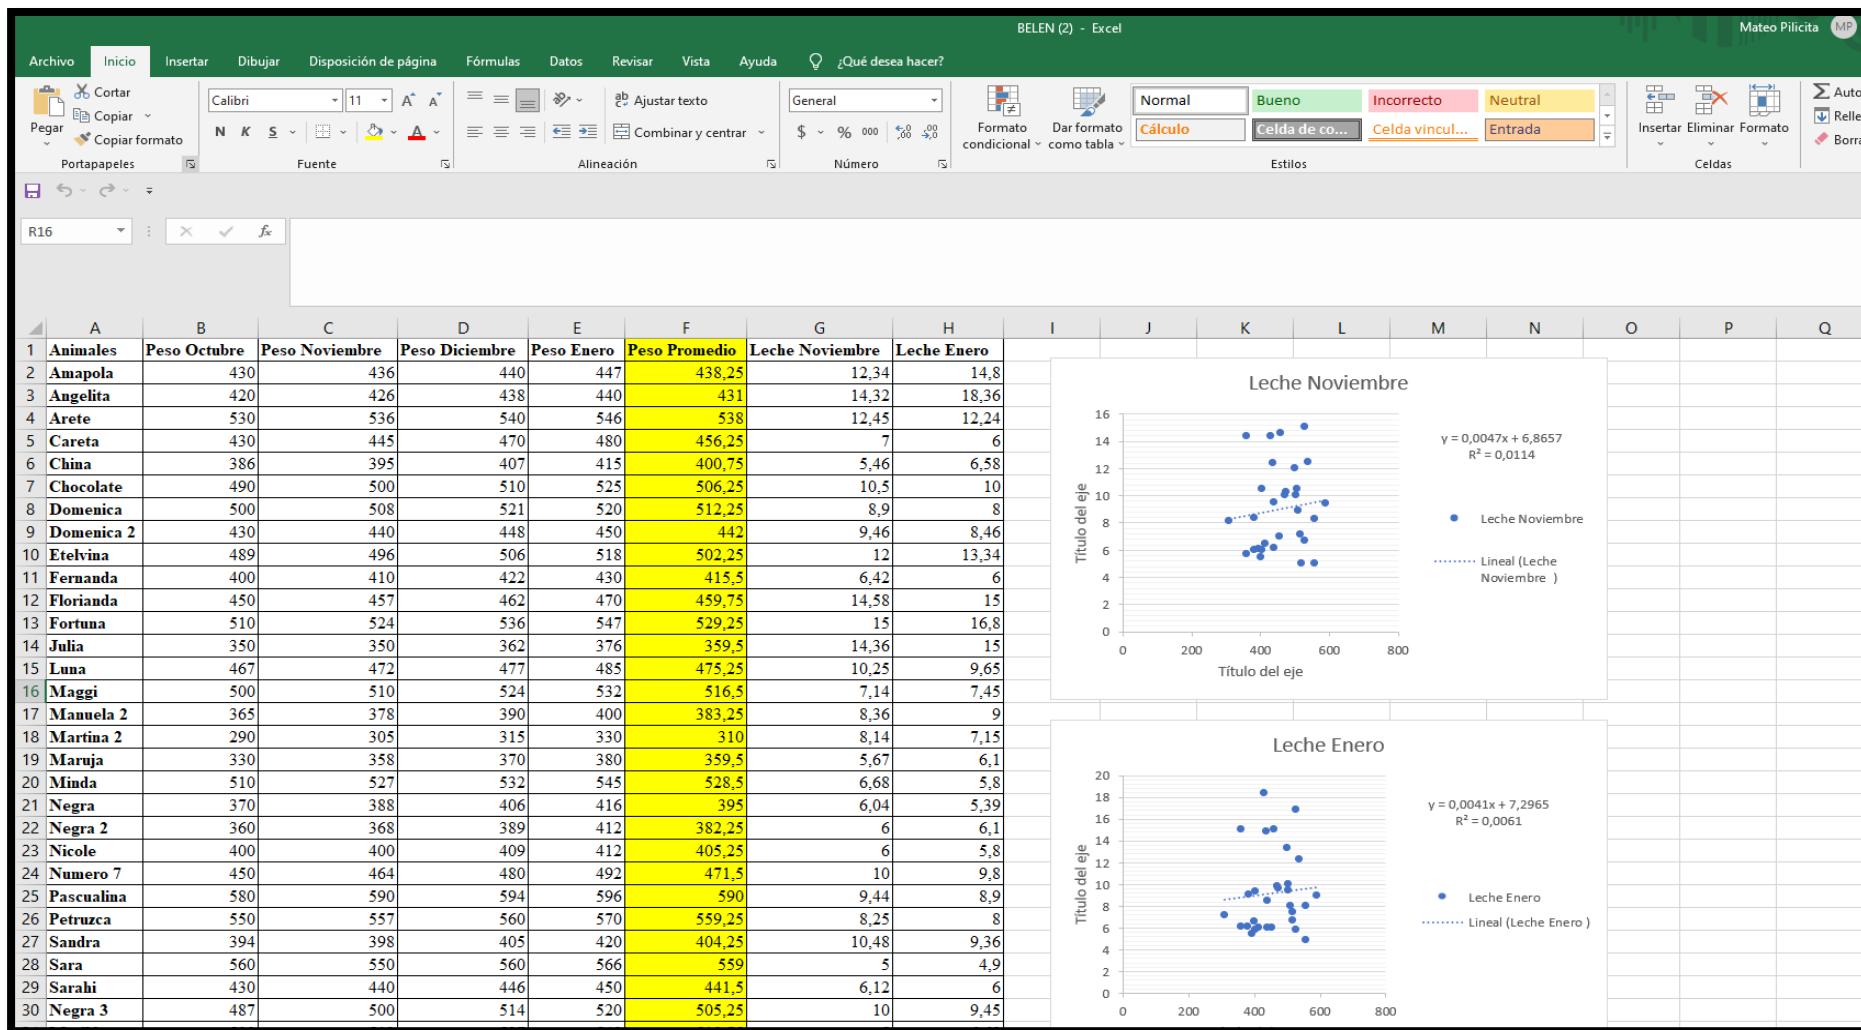 BELEN (2) - Excel
Mateo Pilicita MP
Archivo Inicio Insertar Dibujar Disposición de página Fórmulas Datos Revisar Vista Ayuda ¿Qué desea hacer?
Pegar
Cortar
Copiar
Copiar formato
Portapapeles
Calibri 11
N K S
Fuente
Ajustar texto
Combinar y centrar
Alineación
General
$ % 000
Número
Formato condicional
Dar formato como tabla
Normal Bueno Incorrecto Neutral
Cálculo Celda de co... Celda vincul... Entrada
Estilos
Insertar Eliminar Formato
Celdas
Auto
Relle
Borra
R16 fx
A B C D E F G H I J K L M N O P Q
1 Animales Peso Octubre Peso Noviembre Peso Diciembre Peso Enero Peso Promedio Leche Noviembre Leche Enero
2 Amapola 430 436 440 447 438,25 12,34 14,8
3 Angelita 420 426 438 440 431 14,32 18,36
4 Arete 530 536 540 546 538 12,45 12,24
5 Careta 430 445 470 480 456,25 7 6
6 China 386 395 407 415 400,75 5,46 6,58
7 Chocolate 490 500 510 525 506,25 10,5 10
8 Domenica 500 508 521 520 512,25 8,9 8
9 Domenica 2 430 440 448 450 442 9,46 8,46
10 Etelvina 489 496 506 518 502,25 12 13,34
11 Fernanda 400 410 422 430 415,5 6,42 6
12 Florianda 450 457 462 470 459,75 14,58 15
13 Fortuna 510 524 536 547 529,25 15 16,8
14 Julia 350 350 362 376 359,5 14,36 15
15 Luna 467 472 477 485 475,25 10,25 9,65
16 Maggi 500 510 524 532 516,5 7,14 7,45
17 Manuela 2 365 378 390 400 383,25 8,36 9
18 Martina 2 290 305 315 330 310 8,14 7,15
19 Maruja 330 358 370 380 359,5 5,67 6,1
20 Minda 510 527 532 545 528,5 6,68 5,8
21 Negra 370 388 406 416 395 6,04 5,39
22 Negra 2 360 368 389 412 382,25 6 6,1
23 Nicole 400 400 409 412 405,25 6 5,8
24 Numero 7 450 464 480 492 471,5 10 9,8
25 Pascualina 580 590 594 596 590 9,44 8,9
26 Petruzca 550 557 560 570 559,25 8,25 8
27 Sandra 394 398 405 420 404,25 10,48 9,36
28 Sara 560 550 560 566 559 5 4,9
29 Sarahi 430 440 446 450 441,5 6,12 6
30 Negra 3 487 500 514 520 505,25 10 9,45
Leche Noviembre
Título del eje
16
14
12
10
8
6
4
2
0
0 200 400 600 800
Título del eje
y = 0,0047x + 6,8657
R² = 0,0114
Leche Noviembre
Lineal (Leche
Noviembre )
Leche Enero
Título del eje
20
18
16
14
12
10
8
6
4
2
0
0 200 400 600 800
y = 0,0041x + 7,2965
R² = 0,0061
Leche Enero
Lineal (Leche Enero )